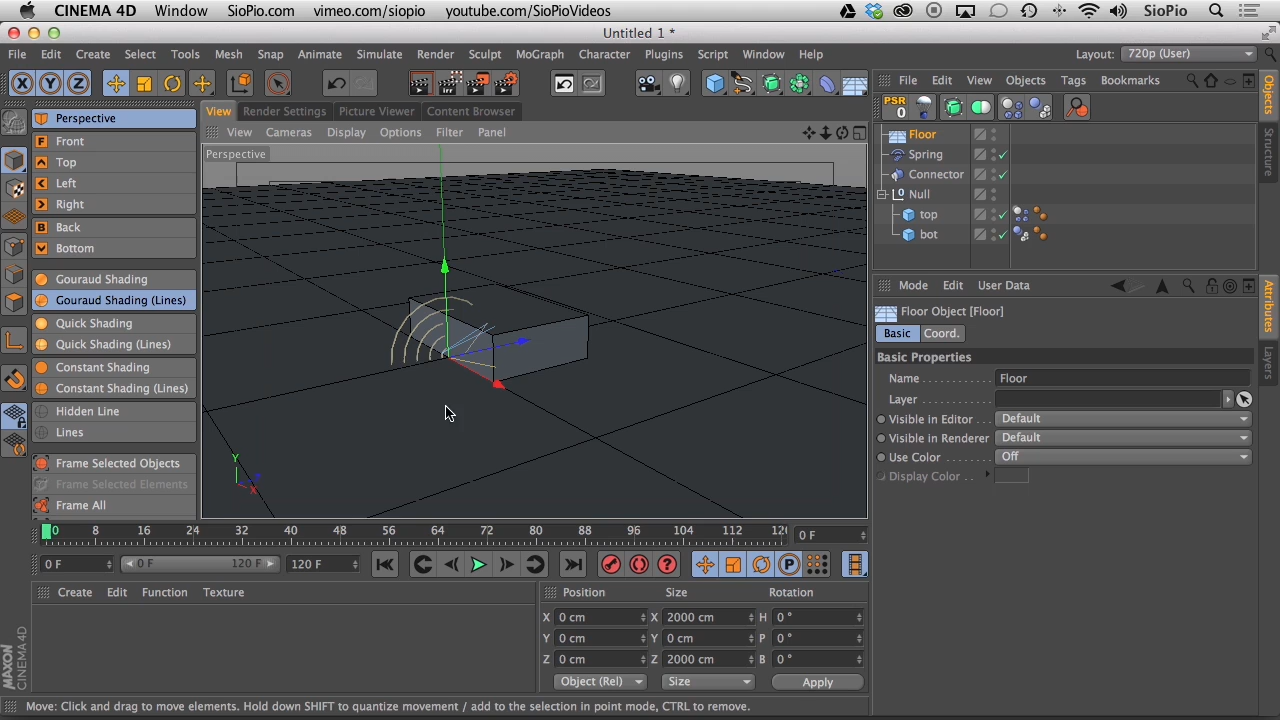 CINEMA 4D Window SioPio.com vimeo.com/siopio youtube.com/SioPioVideos SioPio
Untitled 1 *
File Edit Create Select Tools Mesh Snap Animate Simulate Render Sculpt MoGraph Character Plugins Script Window Help Layout: 720p (User)
X Y Z
File Edit View Objects Tags Bookmarks
Objects
Structure
Attributes
Layers
PSR
0
View Render Settings Picture Viewer Content Browser
View Cameras Display Options Filter Panel
Perspective
Perspective
F Front
Top
Left
Right
B Back
Bottom
Gouraud Shading
Gouraud Shading (Lines)
Quick Shading
Quick Shading (Lines)
Constant Shading
Constant Shading (Lines)
Hidden Line
Lines
Frame Selected Objects
Frame Selected Elements
Frame All
Y
Z
X
Floor
Spring
Connector
Null
top
bot
Mode Edit User Data
Floor Object [Floor]
Basic Coord.
Basic Properties
Name Floor
Layer
Visible in Editor Default
Visible in Renderer Default
Use Color Off
Display Color
0 8 16 24 32 40 48 56 64 72 80 88 96 104 112 12 0 F
0 F 0 F 120 F 120 F P
Create Edit Function Texture
Position Size Rotation
X 0 cm X 2000 cm H 0 °
Y 0 cm Y 0 cm P 0 °
Z 0 cm Z 2000 cm B 0 °
Object (Rel) Size Apply
MAXON
CINEMA 4D
Move: Click and drag to move elements. Hold down SHIFT to quantize movement / add to the selection in point mode, CTRL to remove.